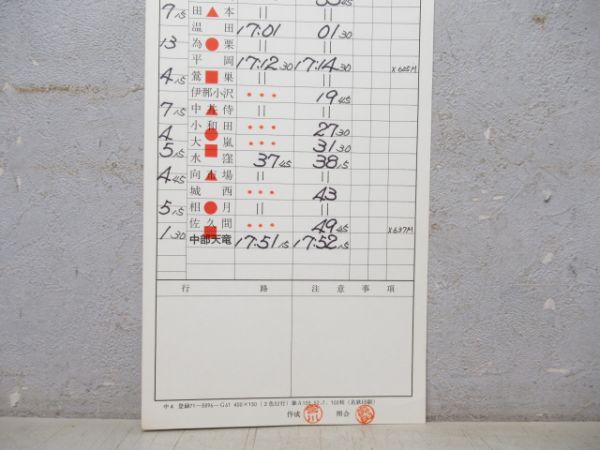 7 15 田本 || 35 45
温田 17:01 01 30
13 為栗 || ||
平岡 17:12 30 17:14 30 ×625M
4 15 鶯巣 || ||
伊那小沢 ・・・ 19 45
7 15 中井侍 || ||
小和田 ・・・ 27 30
4 大嵐 ・・・ 31 30
5 15 水窪 37 45 38 15
4 45 向市場 || ||
城西 ・・・ 43
5 15 相月 || ||
佐久間 ・・・ 49 45 ×637M
1 30 中部天竜 17:51 15 17:52 15
行路 注意事項
作成 照合